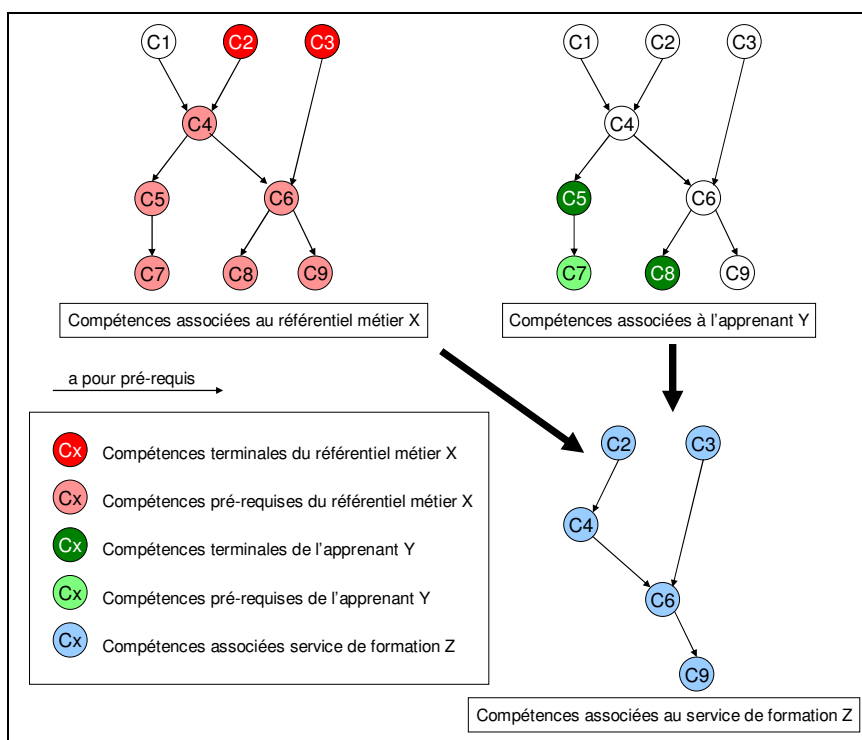 C1 C2 C3 C1 C2 C3
C4 C4
C5 C6 C5 C6
C7 C8 C9 C7 C8 C9
Compétences associées au référentiel métier X
Compétences associées à l'apprenant Y
a pour pré-requis
Cx Compétences terminales du référentiel métier X
Cx Compétences pré-requises du référentiel métier X
Cx Compétences terminales de l'apprenant Y
Cx Compétences pré-requises de l'apprenant Y
Cx Compétences associées service de formation Z
C2 C3
C4
C6
C9
Compétences associées au service de formation Z